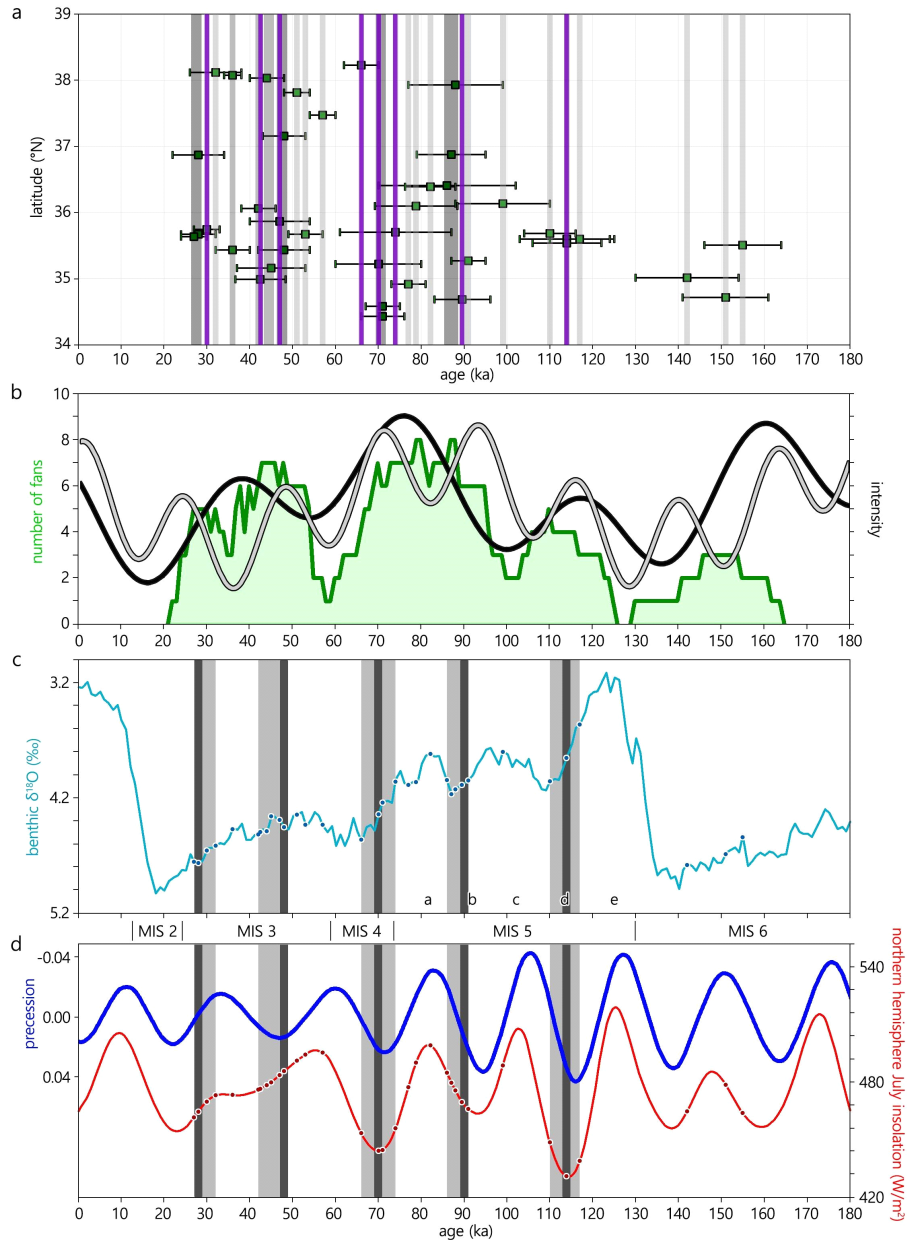 a
39
38
37
36
35
34
latitude (°N)
0 10 20 30 40 50 60 70 80 90 100 110 120 130 140 150 160 170 180
age (ka)
b
10
8
6
4
2
0
number of fans
intensity
0 10 20 30 40 50 60 70 80 90 100 110 120 130 140 150 160 170 180
c
3.2
4.2
5.2
benthic δ¹⁸O (‰)
a b c d e
MIS 2 MIS 3 MIS 4 MIS 5 MIS 6
d
-0.04
0.00
0.04
precession
540
480
420
northern hemisphere July insolation (W/m²)
0 10 20 30 40 50 60 70 80 90 100 110 120 130 140 150 160 170 180
age (ka)